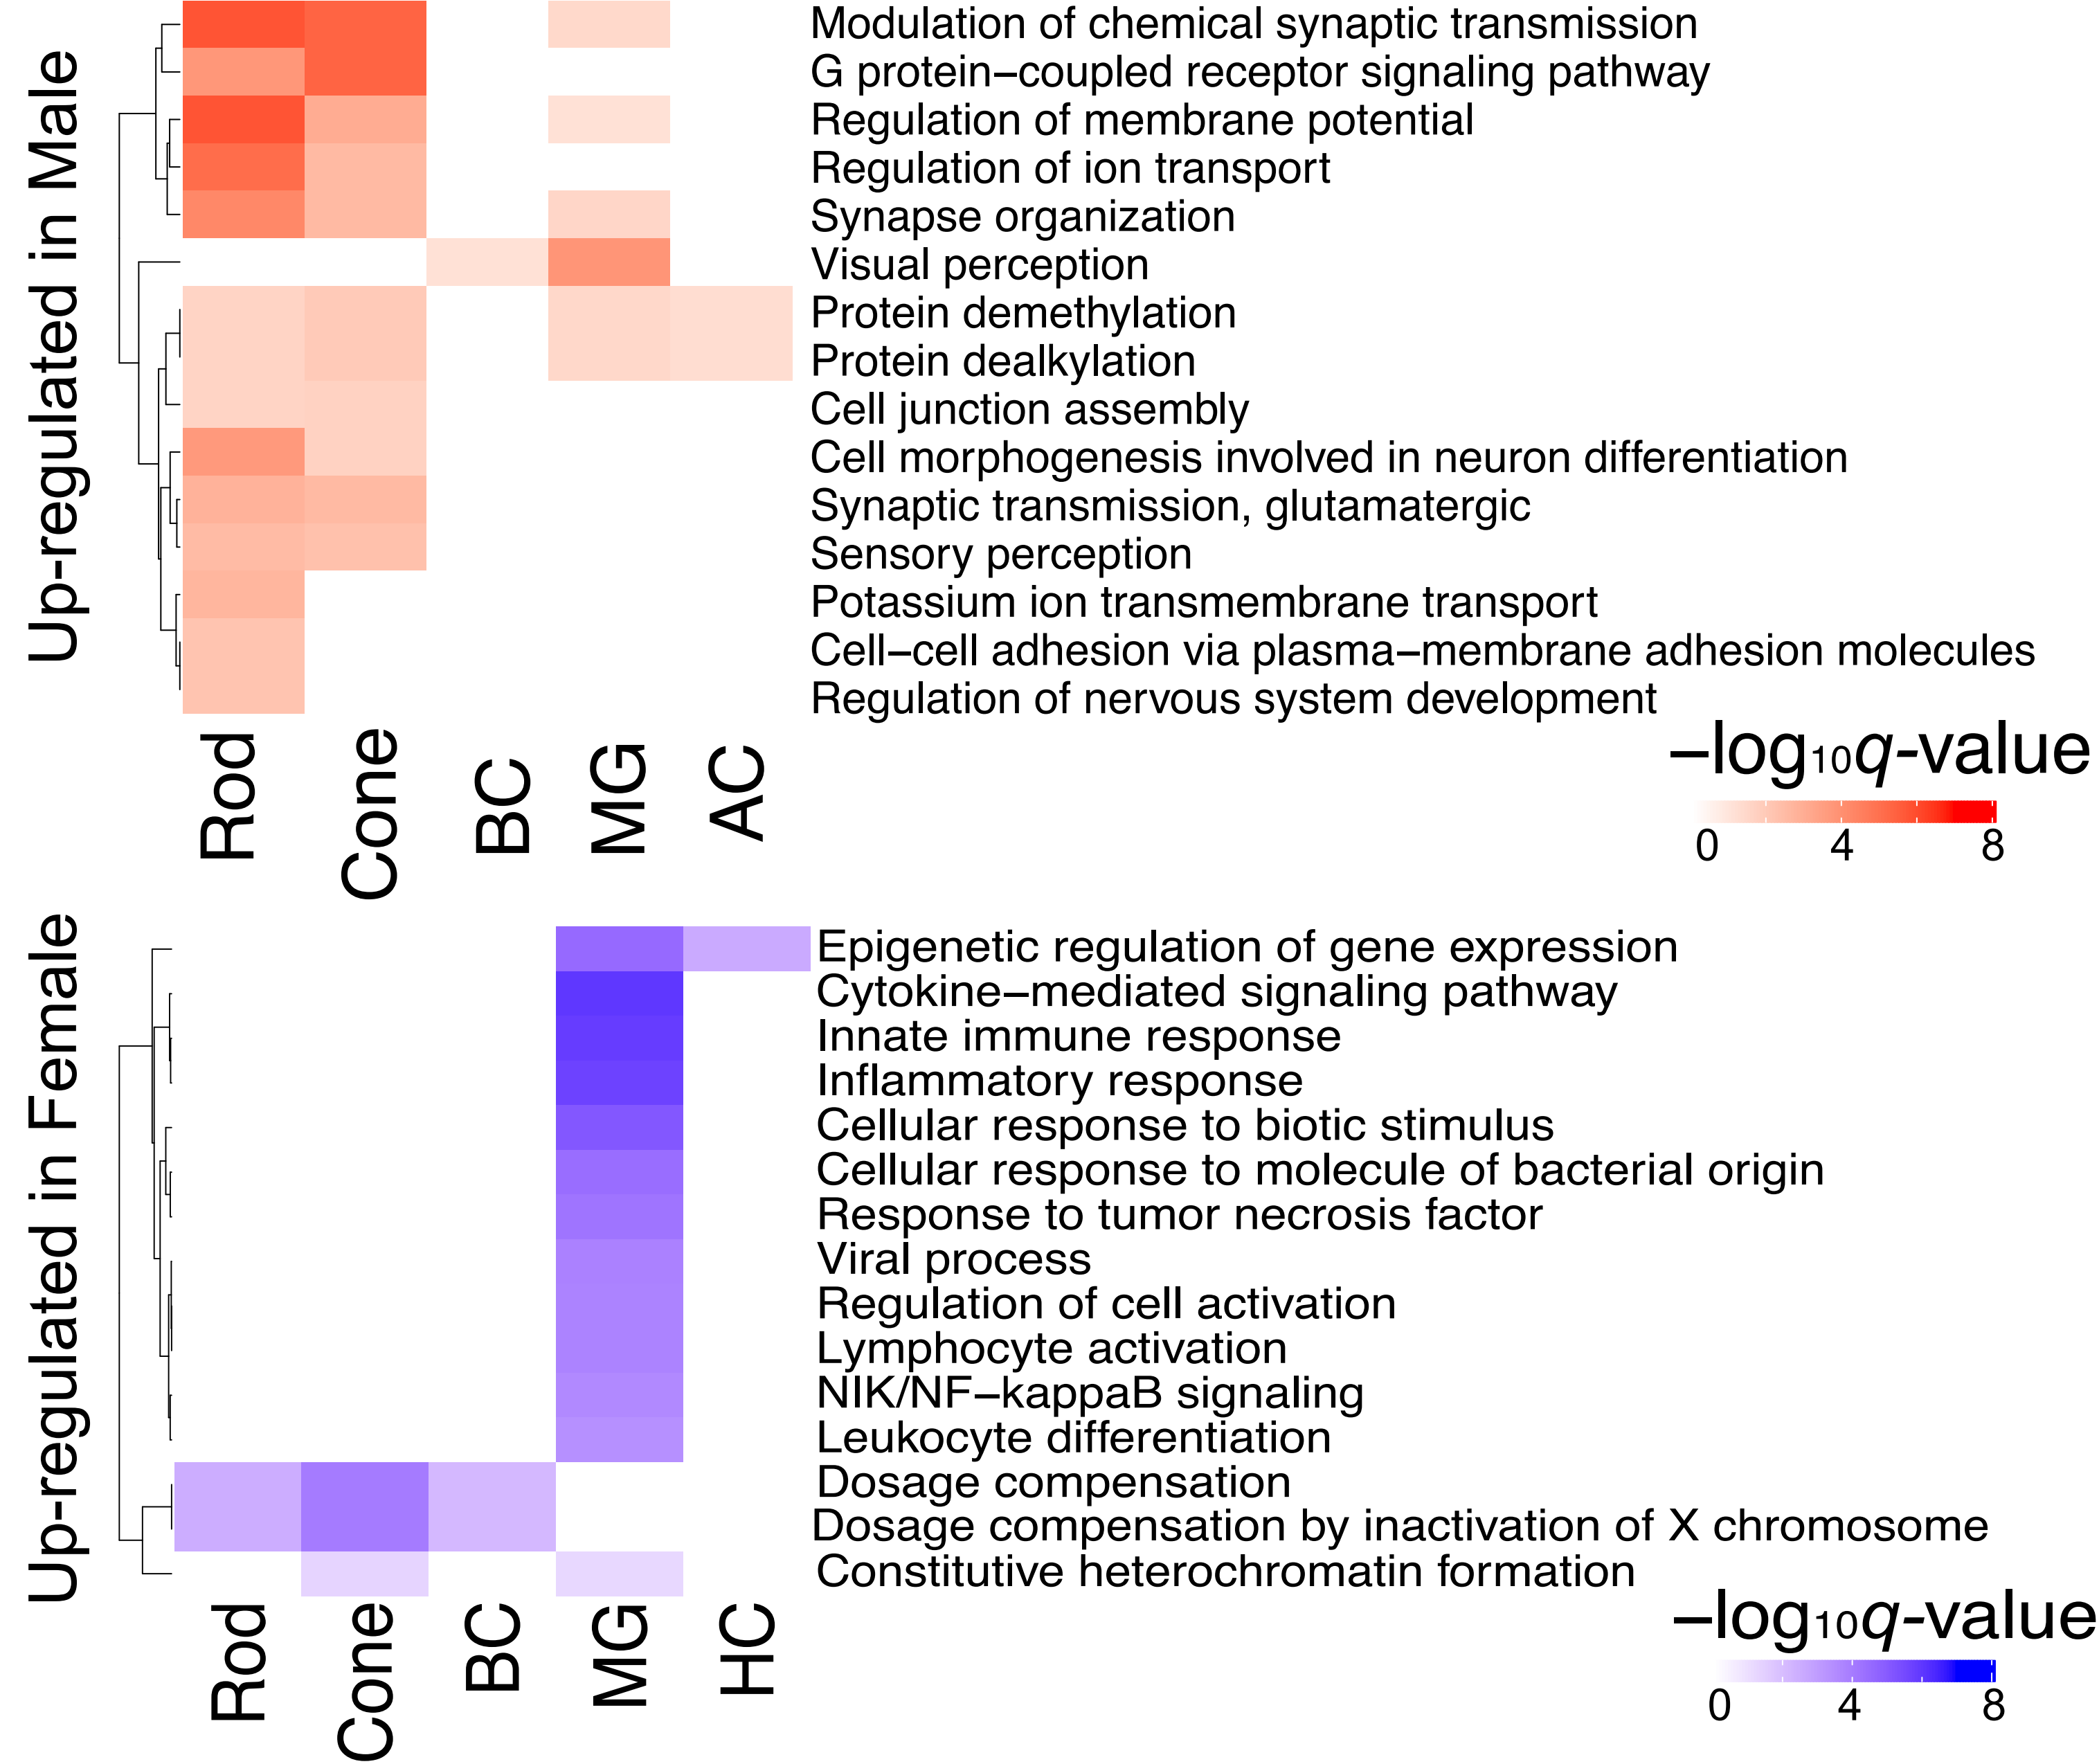 Up-regulated in Male
Modulation of chemical synaptic transmission
G protein−coupled receptor signaling pathway
Regulation of membrane potential
Regulation of ion transport
Synapse organization
Visual perception
Protein demethylation
Protein dealkylation
Cell junction assembly
Cell morphogenesis involved in neuron differentiation
Synaptic transmission, glutamatergic
Sensory perception
Potassium ion transmembrane transport
Cell−cell adhesion via plasma−membrane adhesion molecules
Regulation of nervous system development
Rod
Cone
BC
MG
AC
−log10q-value
0 4 8
Up-regulated in Female
Epigenetic regulation of gene expression
Cytokine−mediated signaling pathway
Innate immune response
Inflammatory response
Cellular response to biotic stimulus
Cellular response to molecule of bacterial origin
Response to tumor necrosis factor
Viral process
Regulation of cell activation
Lymphocyte activation
NIK/NF−kappaB signaling
Leukocyte differentiation
Dosage compensation
Dosage compensation by inactivation of X chromosome
Constitutive heterochromatin formation
Rod
Cone
BC
MG
HC
−log10q-value
0 4 8